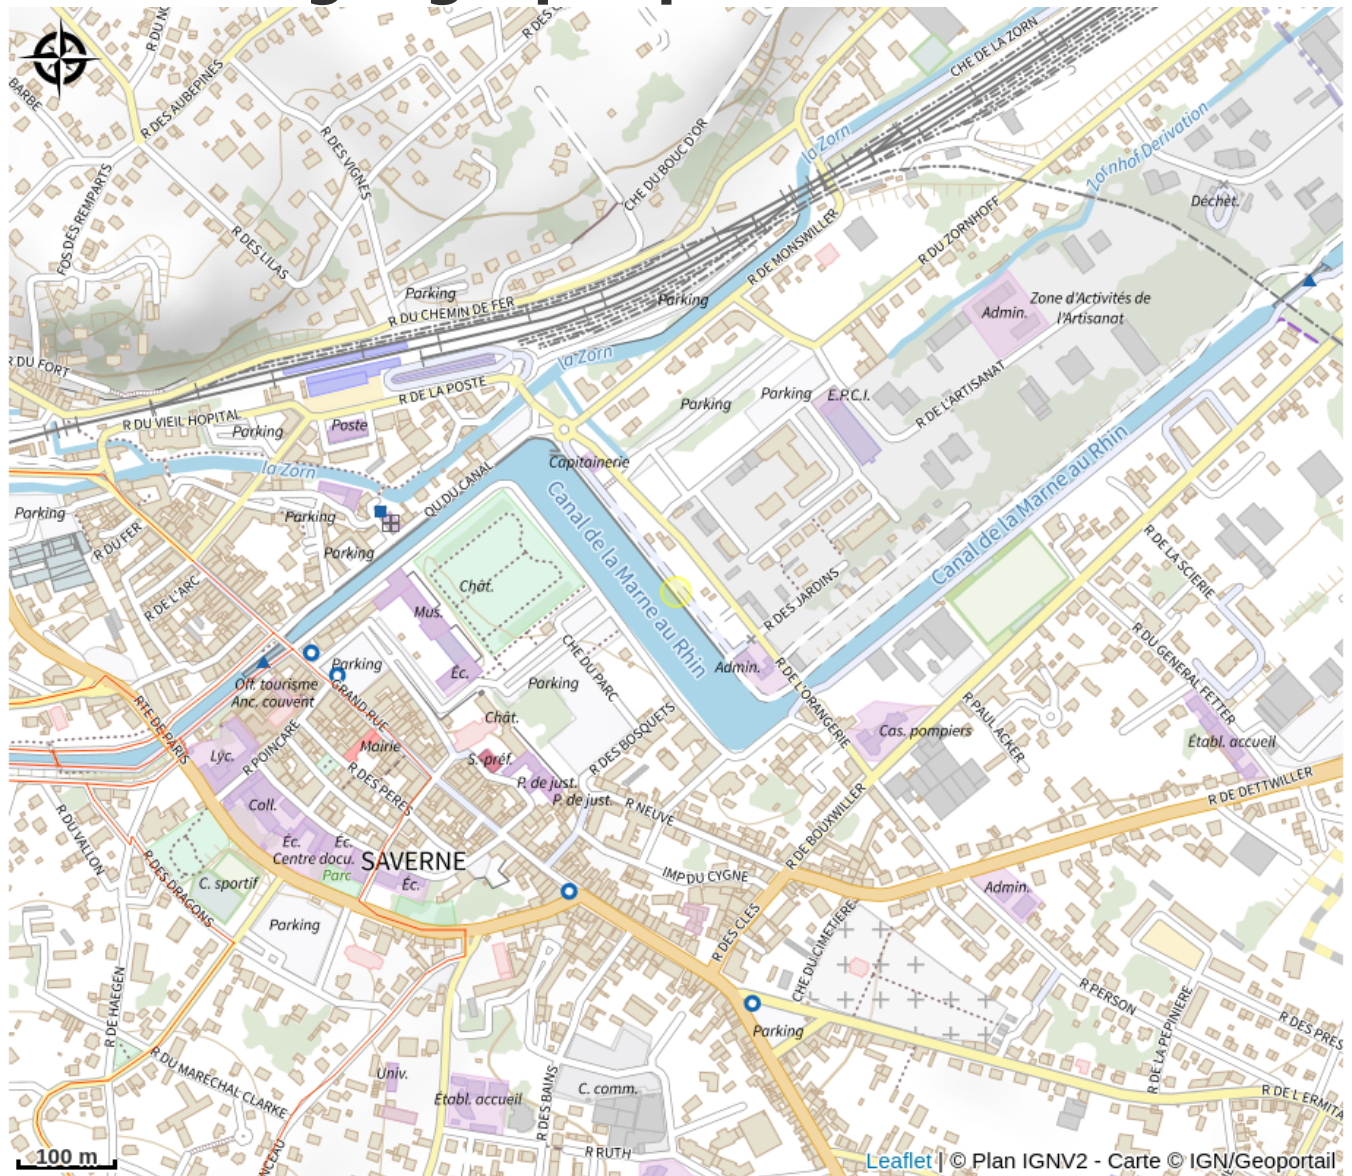 R DES AUBEPINES
R DES VIGNES
CHE DE LA ZORN
la Zorn
Zornhof Derivation
BARBE
FOS DES REMPARTS
R DES LILAS
CHE DU BOUC D'OR
Déchèt.
R DE MONSWILLER
R DU ZORNHOFF
Parking
R DU CHEMIN DE FER
Parking
Admin.
Zone d'Activités de
l'Artisanat
R DU FORT
la Zorn
R DE LA POSTE
Parking
Parking
E.P.C.I.
R DE L'ARTISANAT
R DU VIEIL HOPITAL
Parking
Poste
la Zorn
QU DU CANAL
Capitainerie
Canal de la Marne au Rhin
Canal de la Marne au Rhin
Parking
R DU FER
Parking
Parking
R DE L'ARC
Chât.
Mus.
R DES JARDINS
R DE LA SCIERIE
R DU GENERAL FETTER
Parking
Éc.
CHE DU PARC
Parking
Admin.
R DE L'ORANGERIE
Off. tourisme
Anc. couvent
GRAND RUE
Chât.
R DES BOSQUETS
R PAUL ACKER
RTE DE PARIS
Lyc.
R POINCARE
Mairie
S.-préf.
Cas. pompiers
Établ. accueil
R DES PERES
P. de just.
P. de just.
R NEUVE
R DE BOUXWILLER
R DE DETTWILLER
Coll.
Éc.
Éc.
Centre docu.
Parc
Éc.
SAVERNE
IMP DU CYGNE
R DU VALLON
R DES DRAGONS
C. sportif
Parking
R DES CLES
CHE DU CIMETIERE
Admin.
R DE HAEGEN
Parking
R PERSON
R DE LA PEPINIERE
R DES PRES
R DU MARECHAL CLARKE
Univ.
Établ. accueil
R DES BAINS
C. comm.
R DE L'ERMITA
R RUTH
NCEAU
100 m
Leaflet | © Plan IGNV2 - Carte © IGN/Geoportail